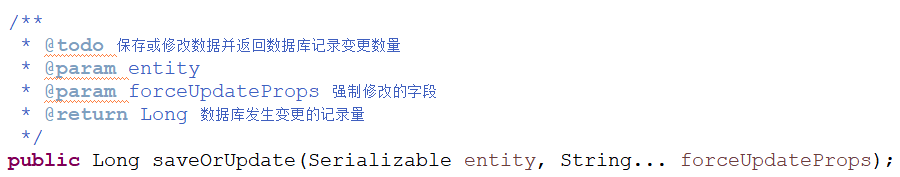 /**
 * @todo 保存或修改数据并返回数据库记录变更数量
 * @param entity
 * @param forceUpdateProps 强制修改的字段
 * @return Long 数据库发生变更的记录量
 */
public Long saveOrUpdate(Serializable entity, String... forceUpdateProps);